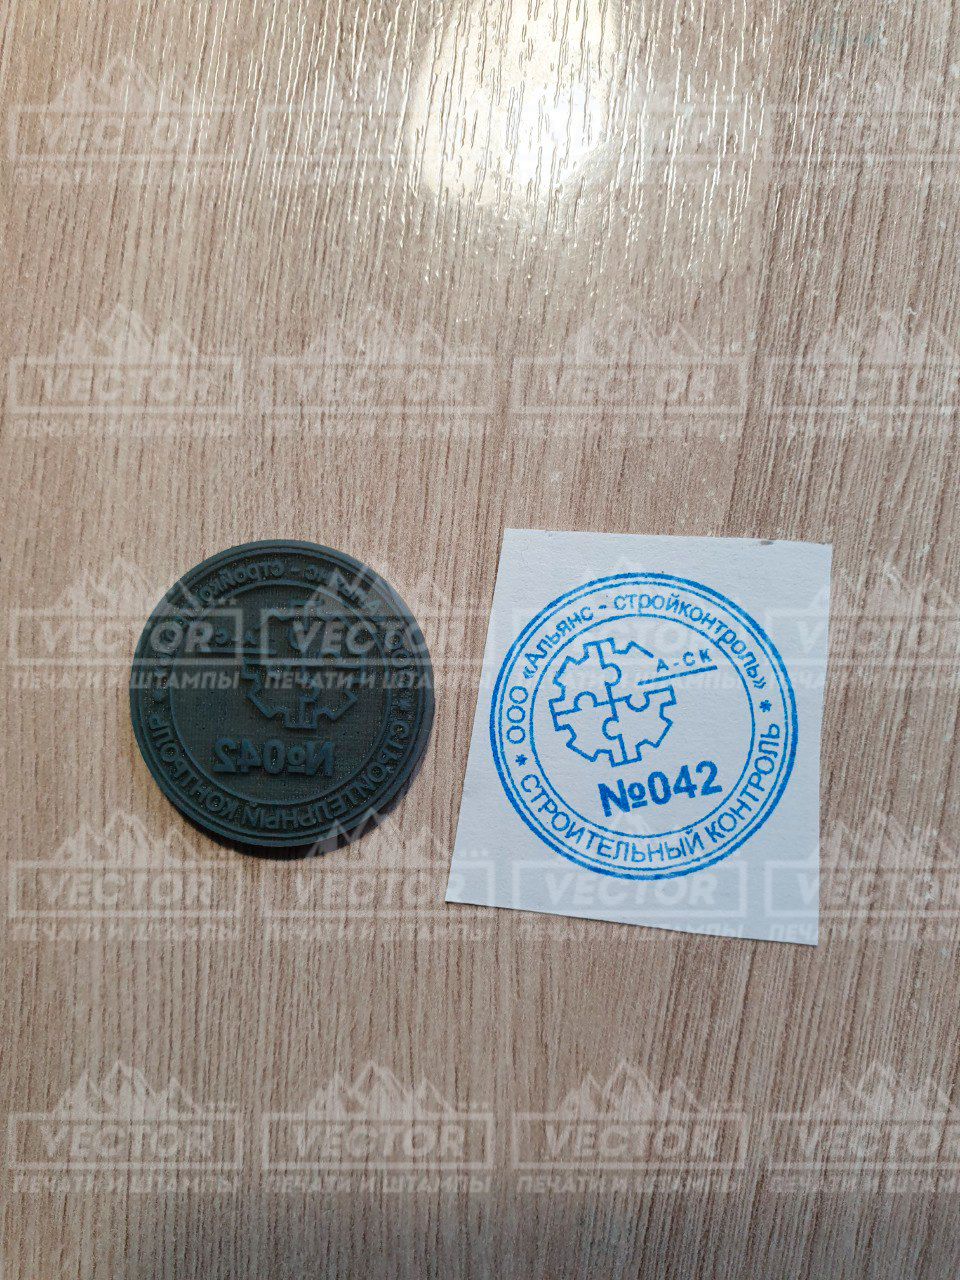 ООО «Альянс - стройконтроль»
А-СК
№042
* СТРОИТЕЛЬНЫЙ КОНТРОЛЬ *
VECTOR
ПЕЧАТИ И ШТАМПЫ